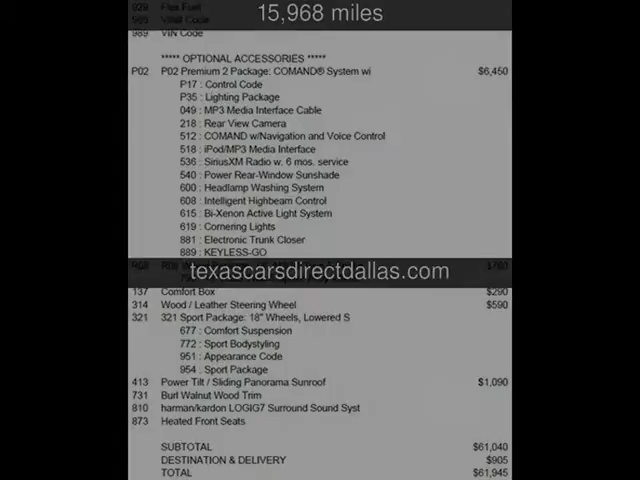 15,968 miles
929 Flex Fuel
989 VIN Code
***** OPTIONAL ACCESSORIES *****
P02 P02 Premium 2 Package: COMAND® System wi $6,450
P17 : Control Code
P35 : Lighting Package
049 : MP3 Media Interface Cable
218 : Rear View Camera
512 : COMAND w/Navigation and Voice Control
518 : iPod/MP3 Media Interface
536 : SiriusXM Radio w. 6 mos. service
540 : Power Rear-Window Sunshade
600 : Headlamp Washing System
608 : Intelligent Highbeam Control
615 : Bi-Xenon Active Light System
619 : Cornering Lights
881 : Electronic Trunk Closer
889 : KEYLESS-GO
texascarsdirectdallas.com
137 Comfort Box $290
314 Wood / Leather Steering Wheel $590
321 321 Sport Package: 18" Wheels, Lowered S
677 : Comfort Suspension
772 : Sport Bodystyling
951 : Appearance Code
954 : Sport Package
413 Power Tilt / Sliding Panorama Sunroof $1,090
731 Burl Walnut Wood Trim
810 harman/kardon LOGIG7 Surround Sound Syst
873 Heated Front Seats
SUBTOTAL $61,040
DESTINATION & DELIVERY $905
TOTAL $61,945